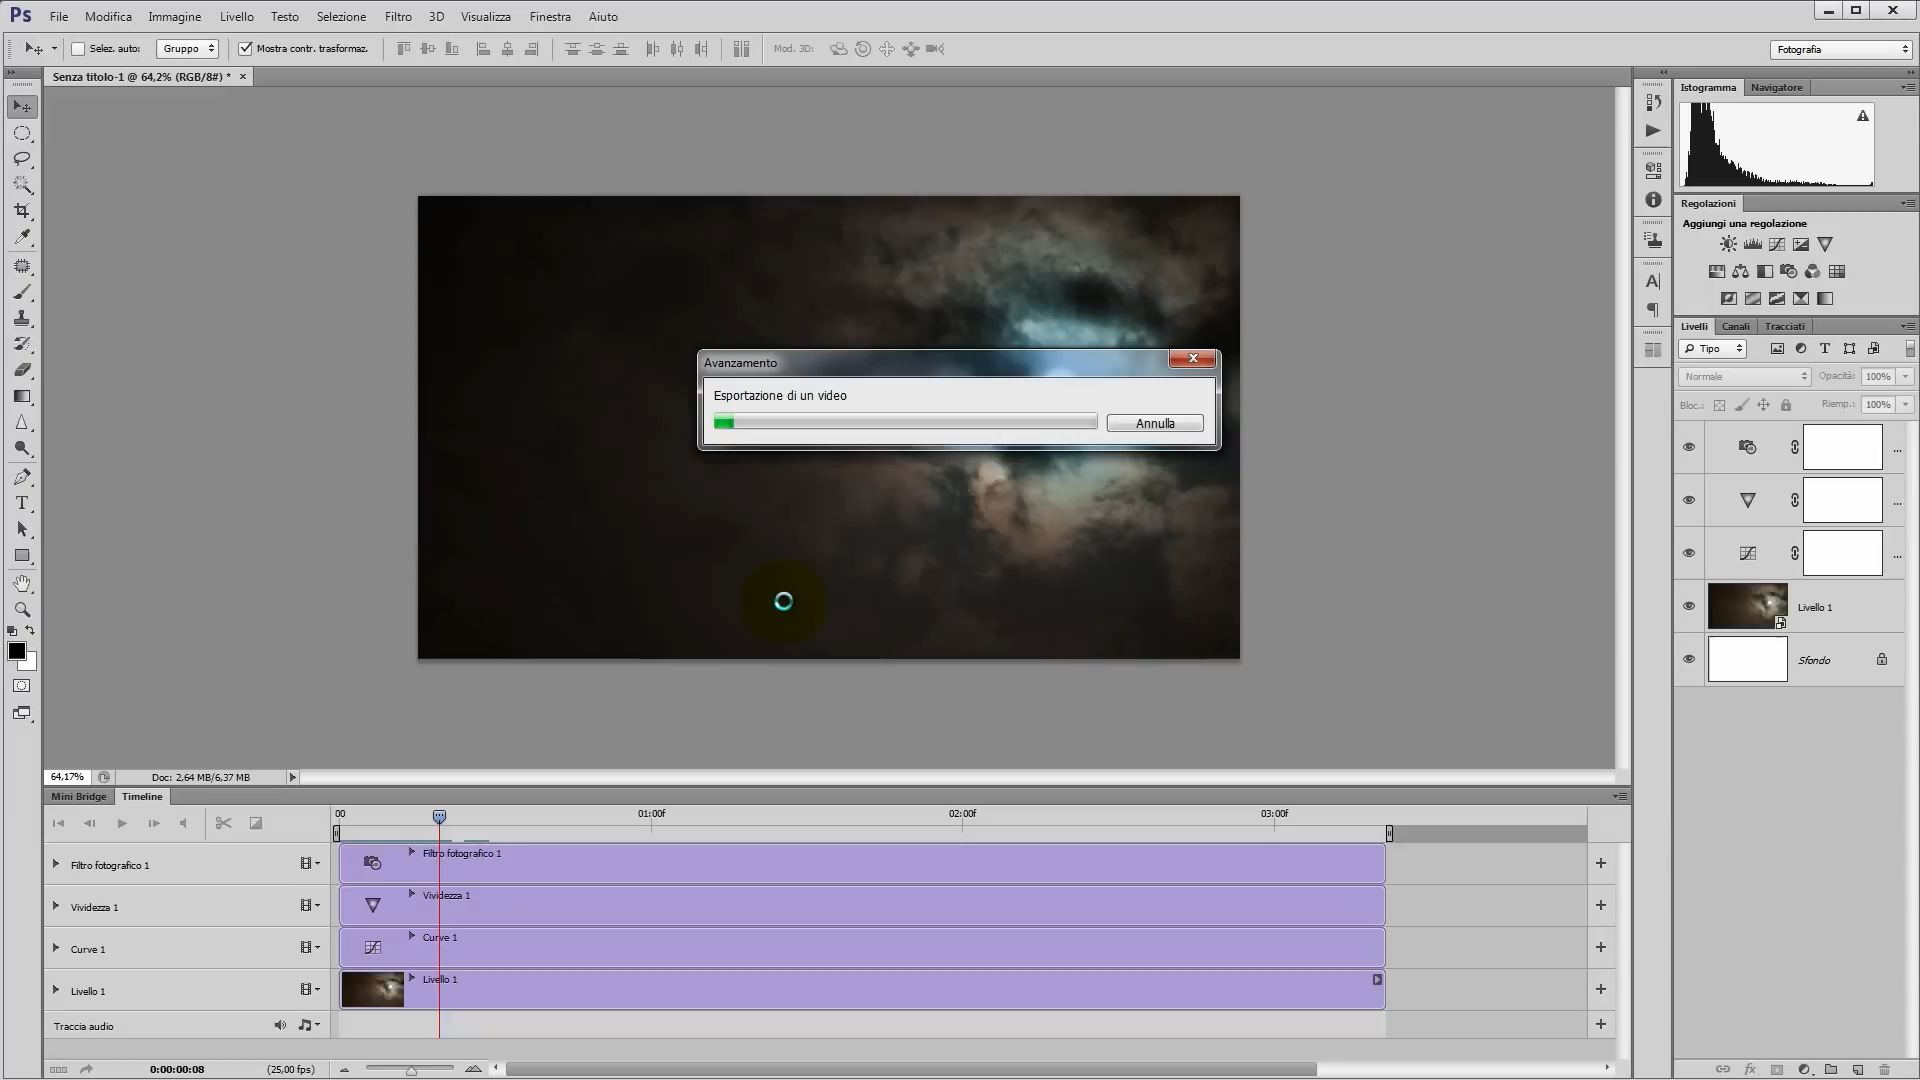 Ps File Modifica Immagine Livello Testo Selezione Filtro 3D Visualizza Finestra Aiuto
Selez. auto: Gruppo Mostra contr. trasformaz. Mod. 3D: Fotografia
Senza titolo-1 @ 64,2% (RGB/8#) * ×
Istogramma Navigatore
Regolazioni
Aggiungi una regolazione
Livelli Canali Tracciati
Tipo
Normale Opacità: 100%
Bloc.: Riemp.: 100%
...
...
...
Livello 1
Sfondo
Avanzamento
Esportazione di un video
Annulla
64,17% Doc: 2,64 MB/6,37 MB
Mini Bridge Timeline
00 01:00f 02:00f 03:00f
Filtro fotografico 1 Filtro fotografico 1
Vividezza 1 Vividezza 1
Curve 1 Curve 1
Livello 1 Livello 1
Traccia audio
0:00:00:08 (25,00 fps)